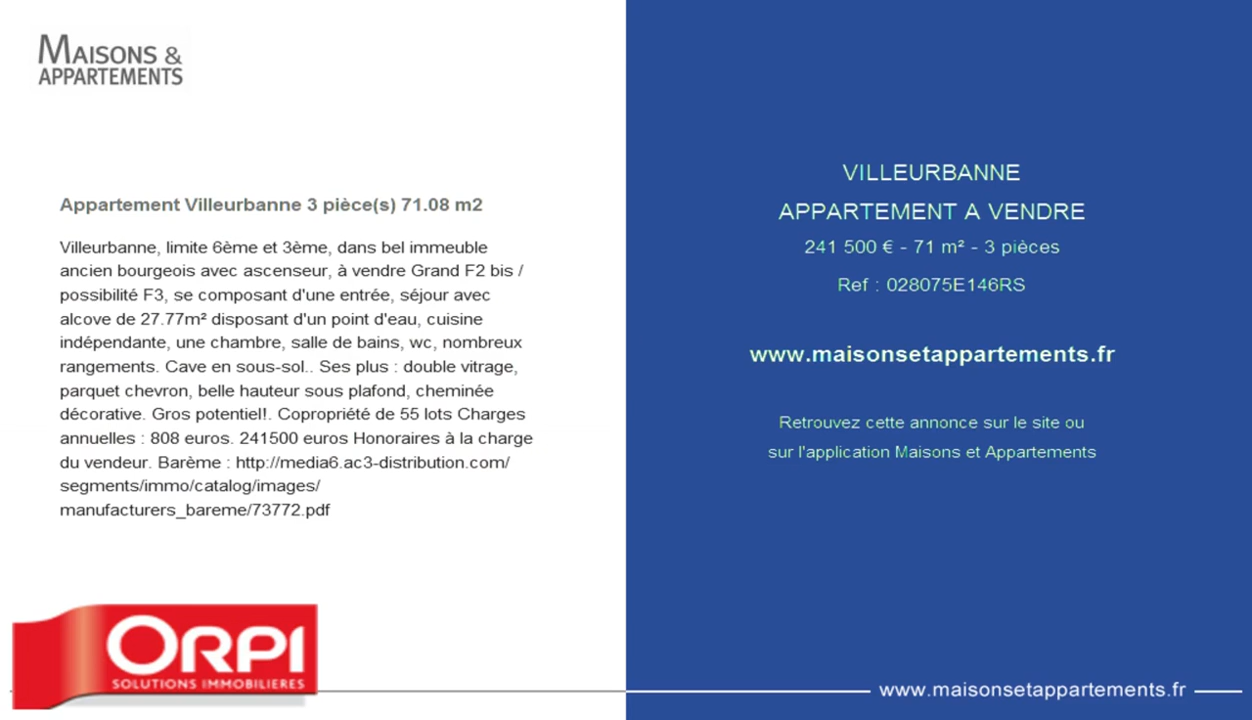 MAISONS &
APPARTEMENTS
Appartement Villeurbanne 3 pièce(s) 71.08 m2
Villeurbanne, limite 6ème et 3ème, dans bel immeuble
ancien bourgeois avec ascenseur, à vendre Grand F2 bis /
possibilité F3, se composant d'une entrée, séjour avec
alcove de 27.77m² disposant d'un point d'eau, cuisine
indépendante, une chambre, salle de bains, wc, nombreux
rangements. Cave en sous-sol.. Ses plus : double vitrage,
parquet chevron, belle hauteur sous plafond, cheminée
décorative. Gros potentiel!. Copropriété de 55 lots Charges
annuelles : 808 euros. 241500 euros Honoraires à la charge
du vendeur. Barème : http://media6.ac3-distribution.com/
segments/immo/catalog/images/
manufacturers_bareme/73772.pdf
ORPI
SOLUTIONS IMMOBILIERES
VILLEURBANNE
APPARTEMENT A VENDRE
241 500 € - 71 m² - 3 pièces
Ref : 028075E146RS
www.maisonsetappartements.fr
Retrouvez cette annonce sur le site ou
sur l'application Maisons et Appartements
www.maisonsetappartements.fr